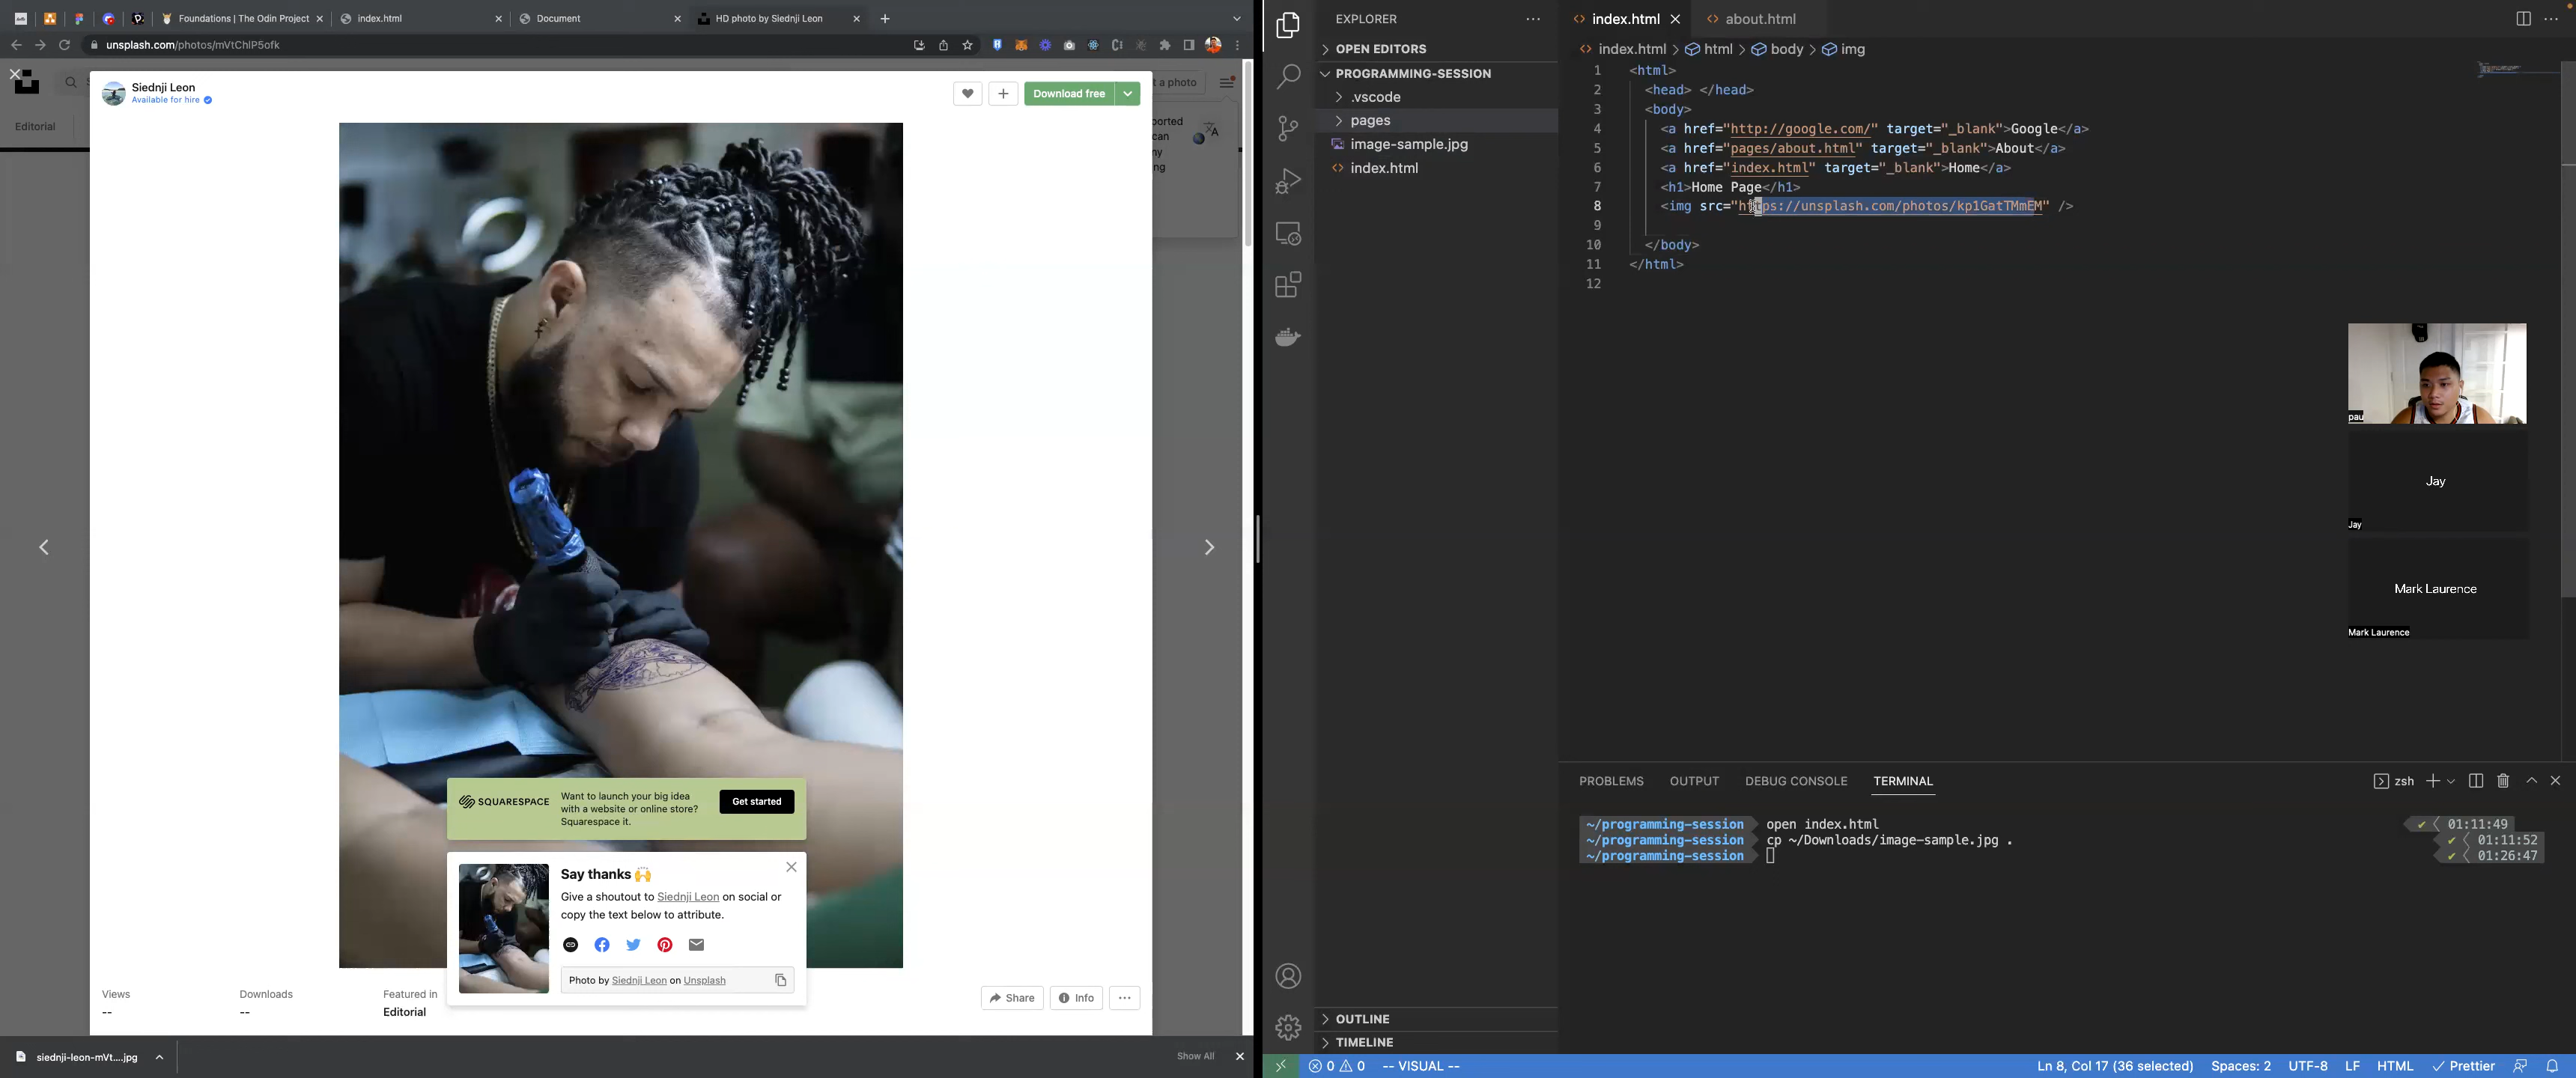 Foundations | The Odin Project
index.html
Document
HD photo by Siednji Leon
unsplash.com/photos/mVtChlP5ofk
Siednji Leon
Available for hire
Download free
t a photo
Editorial
ported
can
ny
ing
SQUARESPACE
Want to launch your big idea
with a website or online store?
Squarespace it.
Get started
Say thanks 🙌
Give a shoutout to Siednji Leon on social or
copy the text below to attribute.
Photo by Siednji Leon on Unsplash
Views
--
Downloads
--
Featured in
Editorial
Share
Info
siednji-leon-mVt....jpg
Show All
EXPLORER
OPEN EDITORS
PROGRAMMING-SESSION
.vscode
pages
image-sample.jpg
index.html
OUTLINE
TIMELINE
index.html
about.html
index.html > html > body > img
1 <html>
2 <head> </head>
3 <body>
4 <a href="http://google.com/" target="_blank">Google</a>
5 <a href="pages/about.html" target="_blank">About</a>
6 <a href="index.html" target="_blank">Home</a>
7 <h1>Home Page</h1>
8 <img src="https://unsplash.com/photos/kp1GatTMmEM" />
9
10 </body>
11 </html>
12
pau
Jay
Jay
Mark Laurence
Mark Laurence
PROBLEMS
OUTPUT
DEBUG CONSOLE
TERMINAL
zsh
~/programming-session open index.html 01:11:49
~/programming-session cp ~/Downloads/image-sample.jpg . 01:11:52
~/programming-session 01:26:47
0 0
-- VISUAL --
Ln 8, Col 17 (36 selected)
Spaces: 2
UTF-8
LF
HTML
Prettier